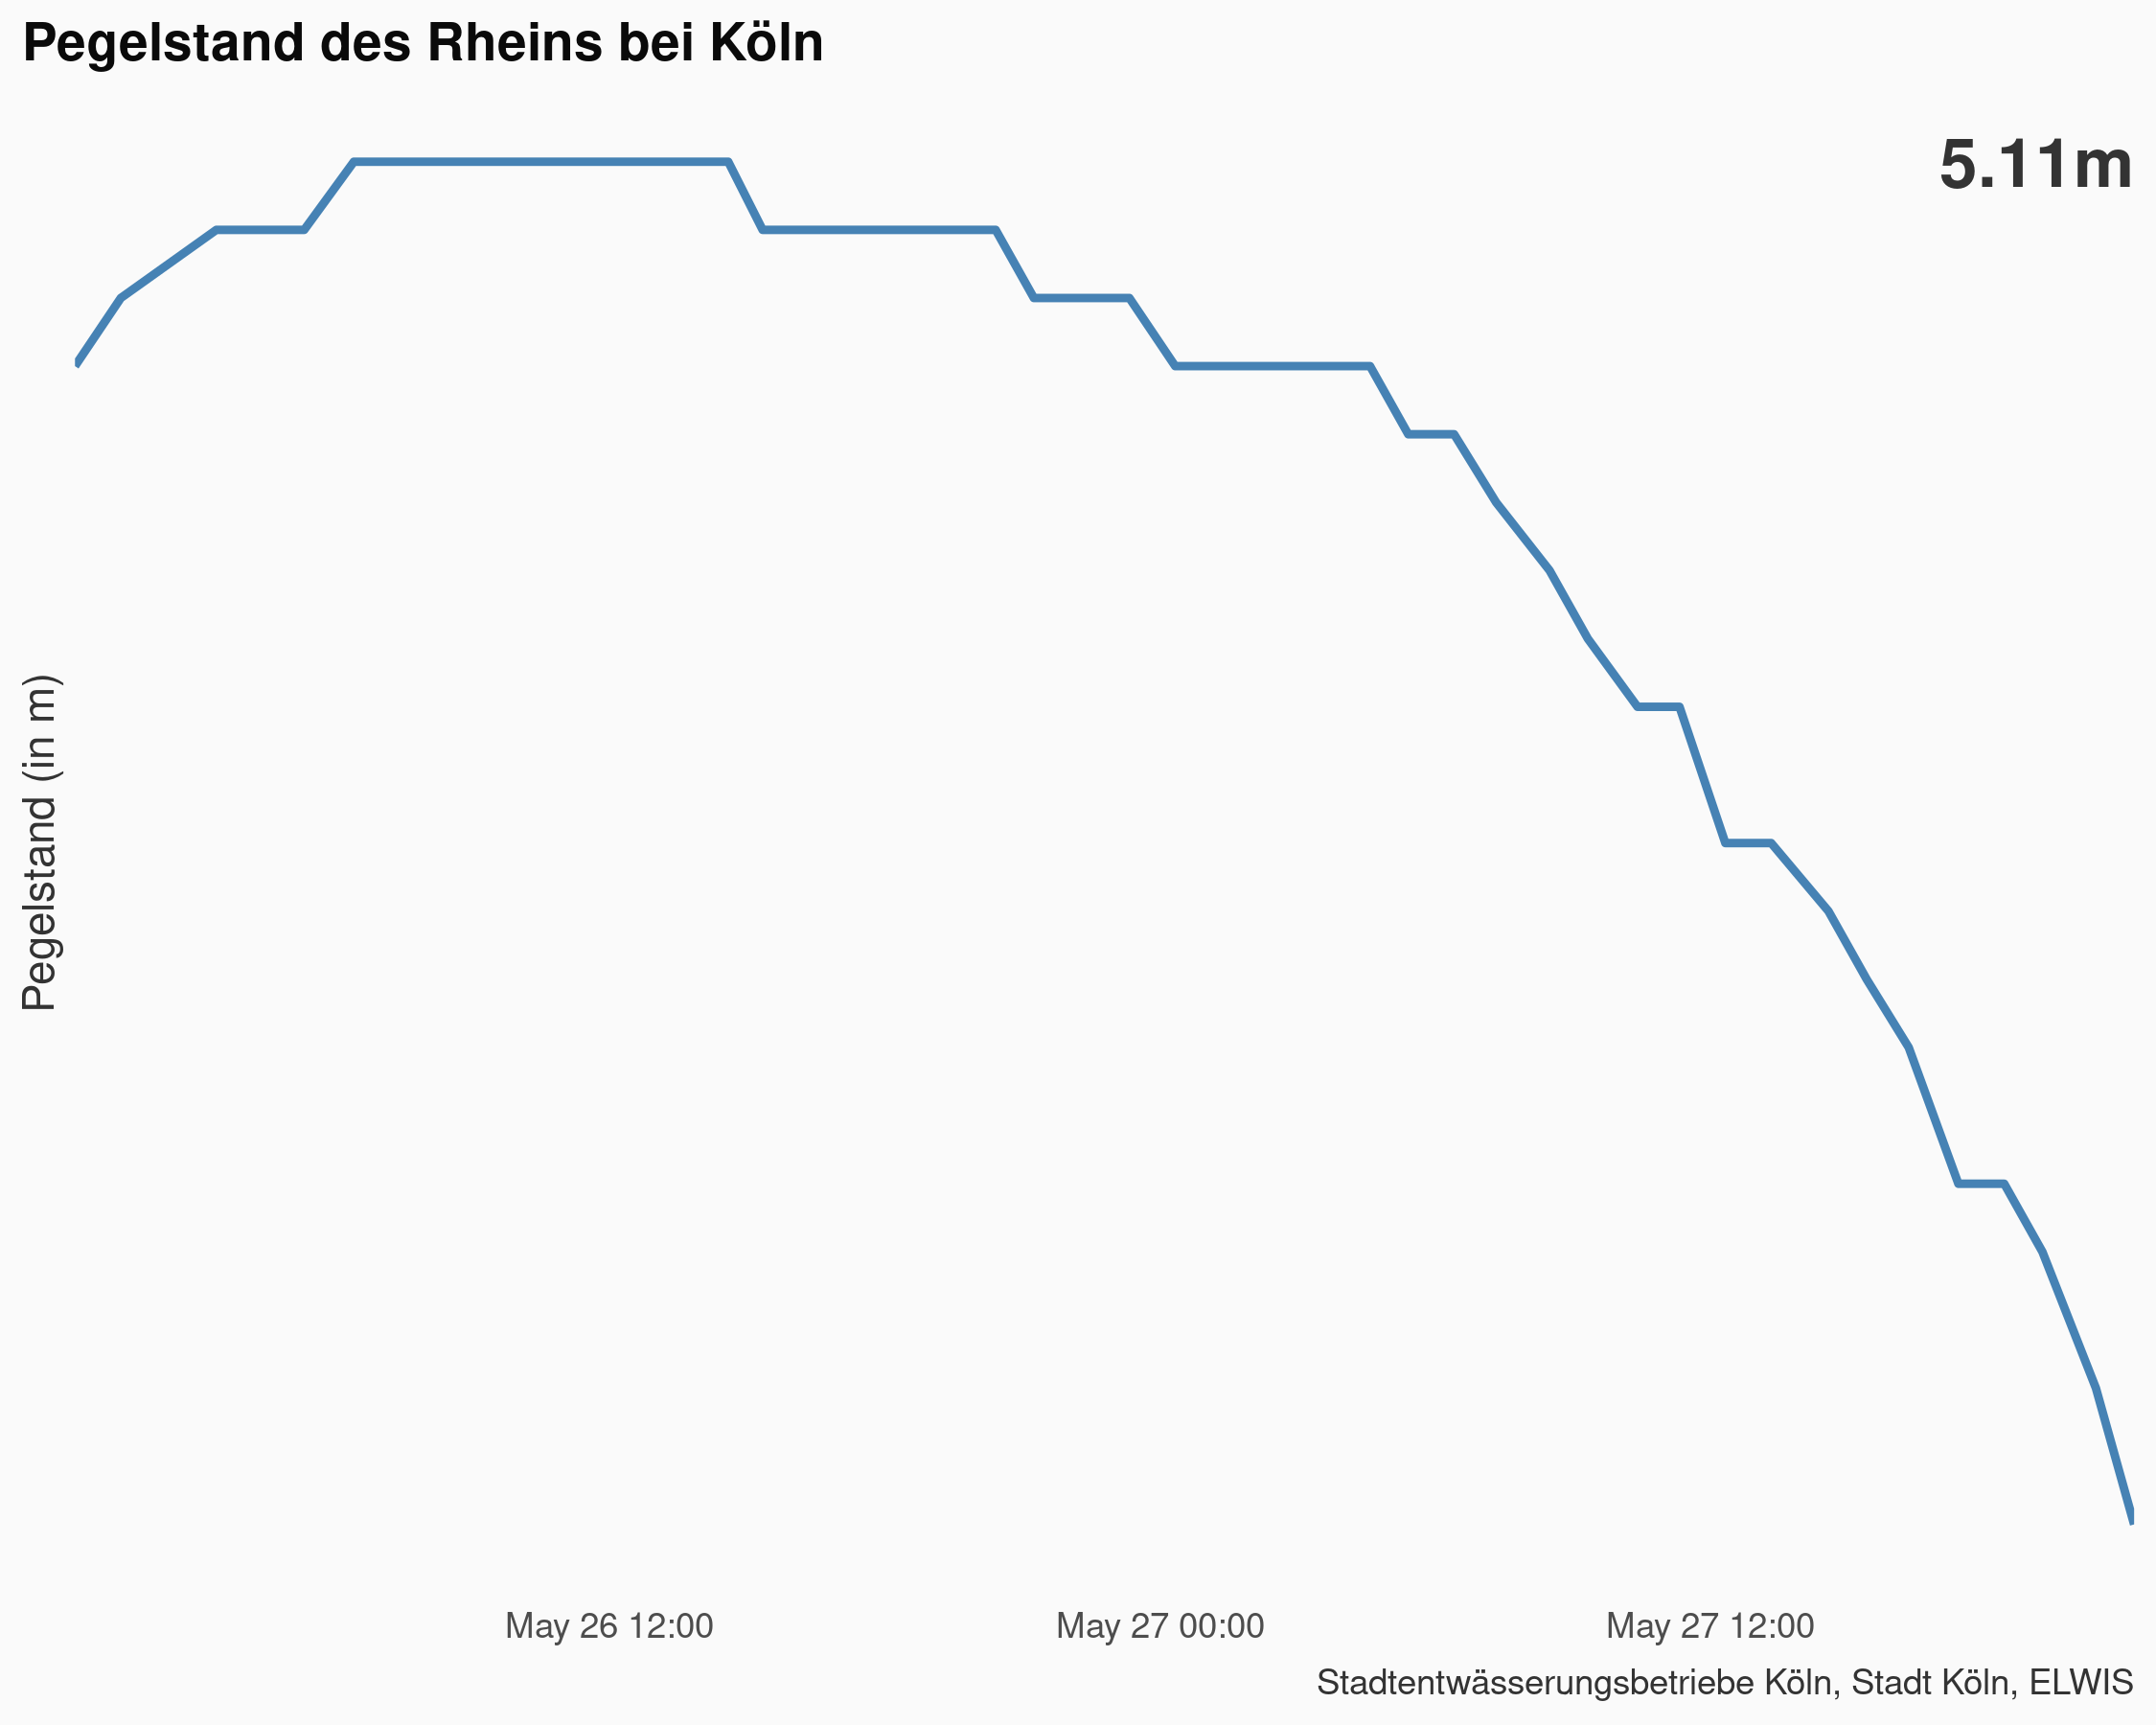 Pegelstand des Rheins bei Köln
5.11m
Pegelstand (in m)
May 26 12:00
May 27 00:00
May 27 12:00
Stadtentwässerungsbetriebe Köln, Stadt Köln, ELWIS